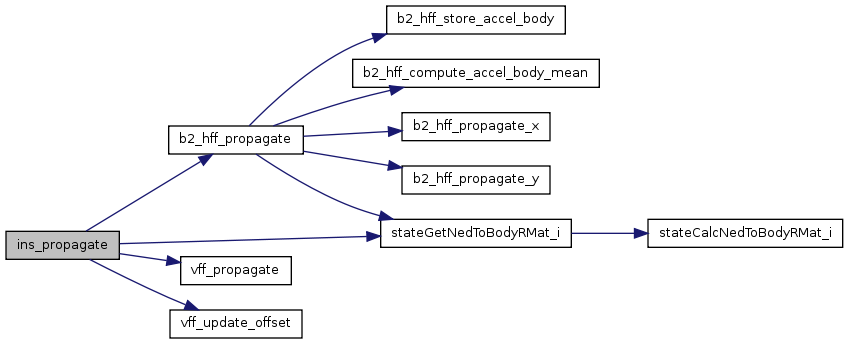 b2_hff_store_accel_body
b2_hff_compute_accel_body_mean
b2_hff_propagate_x
b2_hff_propagate
b2_hff_propagate_y
stateGetNedToBodyRMat_i
stateCalcNedToBodyRMat_i
ins_propagate
vff_propagate
vff_update_offset